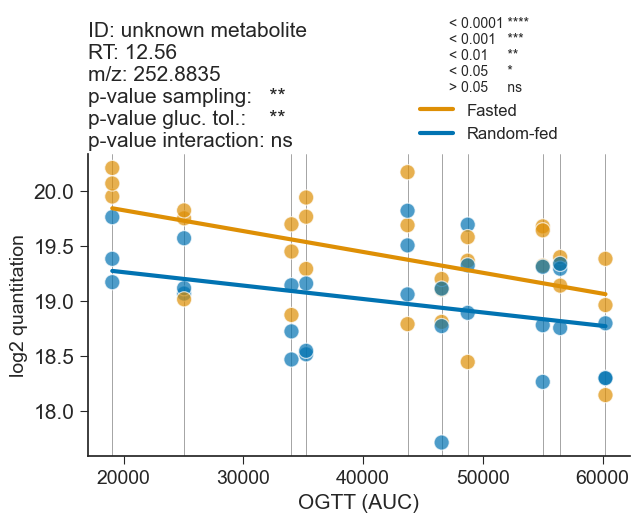 ID: unknown metabolite
RT: 12.56
m/z: 252.8835
p-value sampling: **
p-value gluc. tol.: **
p-value interaction: ns
< 0.0001 ****
< 0.001 ***
< 0.01 **
< 0.05 *
> 0.05 ns
Fasted
Random-fed
log2 quantitation
20.0
19.5
19.0
18.5
18.0
20000 30000 40000 50000 60000
OGTT (AUC)